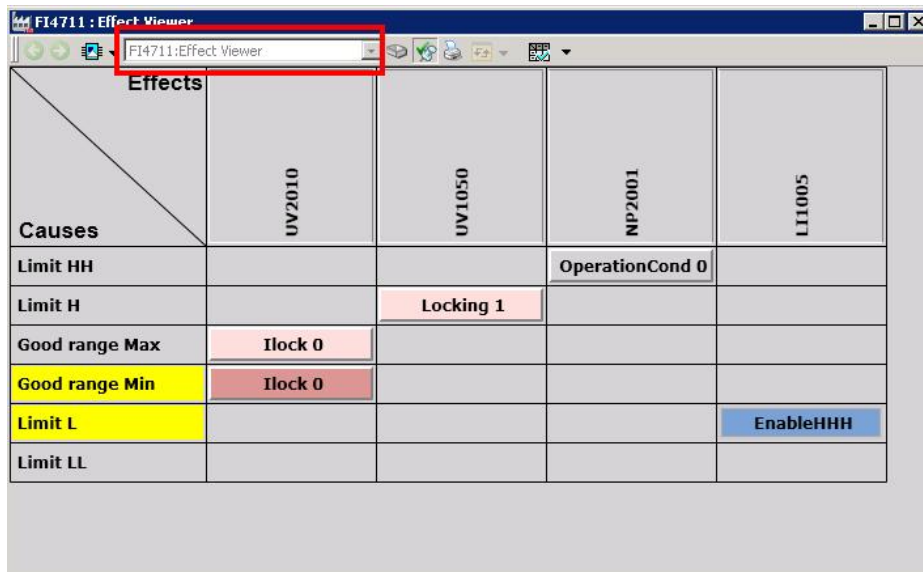 FI4711 : Effect Viewer
FI4711:Effect Viewer
Effects
Causes
UV2010
UV1050
NP2001
LI1005
Limit HH
OperationCond 0
Limit H
Locking 1
Good range Max
Ilock 0
Good range Min
Ilock 0
Limit L
EnableHHH
Limit LL